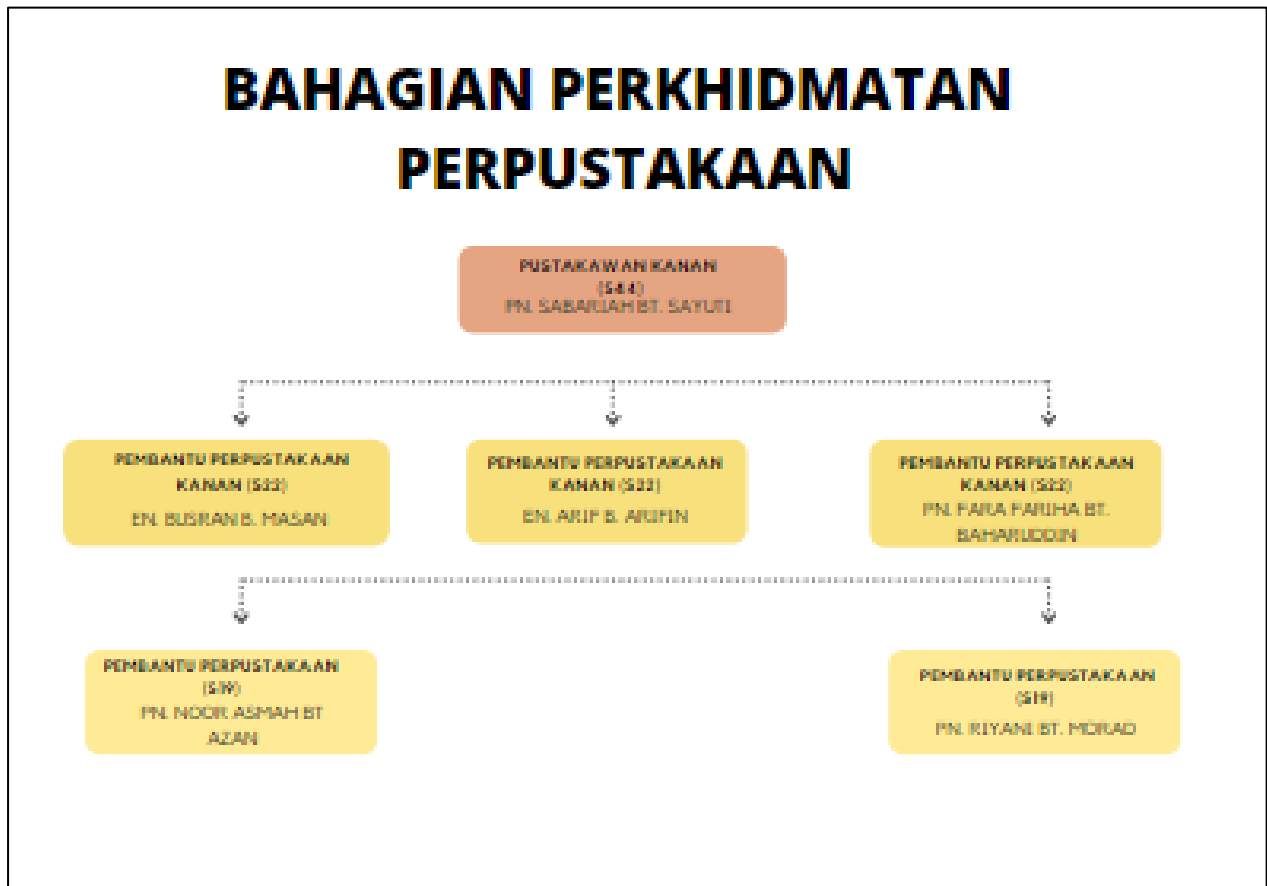 BAHAGIAN PERKHIDMATAN
PERPUSTAKAAN
PUSTAKAWAN KANAN
(S44)
PN. SABARIAH BT. SAYUTI
PEMBANTU PERPUSTAKAAN
KANAN (S22)
EN. BUSRAN B. MASAN
PEMBANTU PERPUSTAKAAN
KANAN (S22)
EN. ARIF B. ARIFIN
PEMBANTU PERPUSTAKAAN
KANAN (S22)
PN. FARA FARIHA BT.
BAHARUDDIN
PEMBANTU PERPUSTAKAAN
(S19)
PN. NOOR ASMAH BT
AZAN
PEMBANTU PERPUSTAKAAN
(S19)
PN. RIYANI BT. MORAD